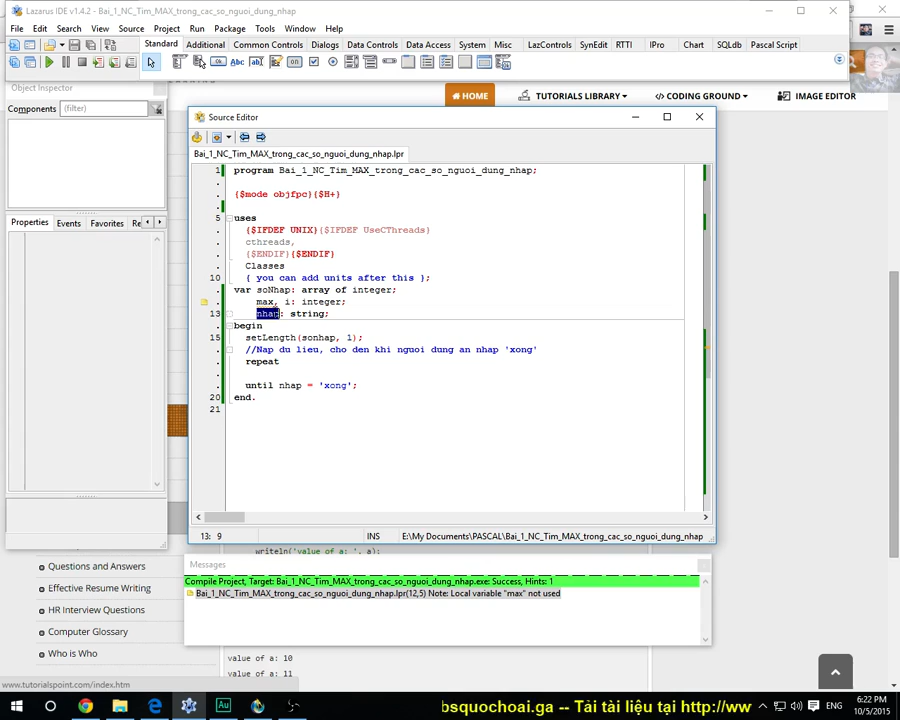 Lazarus IDE v1.4.2 - Bai_1_NC_Tim_MAX_trong_cac_so_nguoi_dung_nhap
File Edit Search View Source Project Run Package Tools Window Help
Standard Additional Common Controls Dialogs Data Controls Data Access System Misc LazControls SynEdit RTTI IPro Chart SQLdb Pascal Script
Object Inspector
Components (filter)
HOME TUTORIALS LIBRARY CODING GROUND IMAGE EDITOR
Source Editor
Bai_1_NC_Tim_MAX_trong_cac_so_nguoi_dung_nhap.lpr
1 program Bai_1_NC_Tim_MAX_trong_cac_so_nguoi_dung_nhap;
. {$mode objfpc}{$H+}
.
5 uses
. {$IFDEF UNIX}{$IFDEF UseCThreads}
. cthreads,
. {$ENDIF}{$ENDIF}
. Classes
10 { you can add units after this };
. var soNhap: array of integer;
max, i: integer;
13 nhap: string;
. begin
15 setLength(sonhap, 1);
. //Nap du lieu, cho den khi nguoi dung an nhap 'xong'
. repeat
.
. until nhap = 'xong';
20 end.
21
Properties Events Favorites Re
13: 9 INS E:\My Documents\PASCAL\Bai_1_NC_Tim_MAX_trong_cac_so_nguoi_dung_nhap
writeln('value of a: ', a);
Messages
Compile Project, Target: Bai_1_NC_Tim_MAX_trong_cac_so_nguoi_dung_nhap.exe: Success, Hints: 1
Bai_1_NC_Tim_MAX_trong_cac_so_nguoi_dung_nhap.lpr(12,5) Note: Local variable "max" not used
Questions and Answers
Effective Resume Writing
HR Interview Questions
Computer Glossary
Who is Who
value of a: 10
value of a: 11
www.tutorialspoint.com/index.htm
bsquochoai.ga -- Tài tài liệu tại http://ww
ENG
6:22 PM
10/5/2015